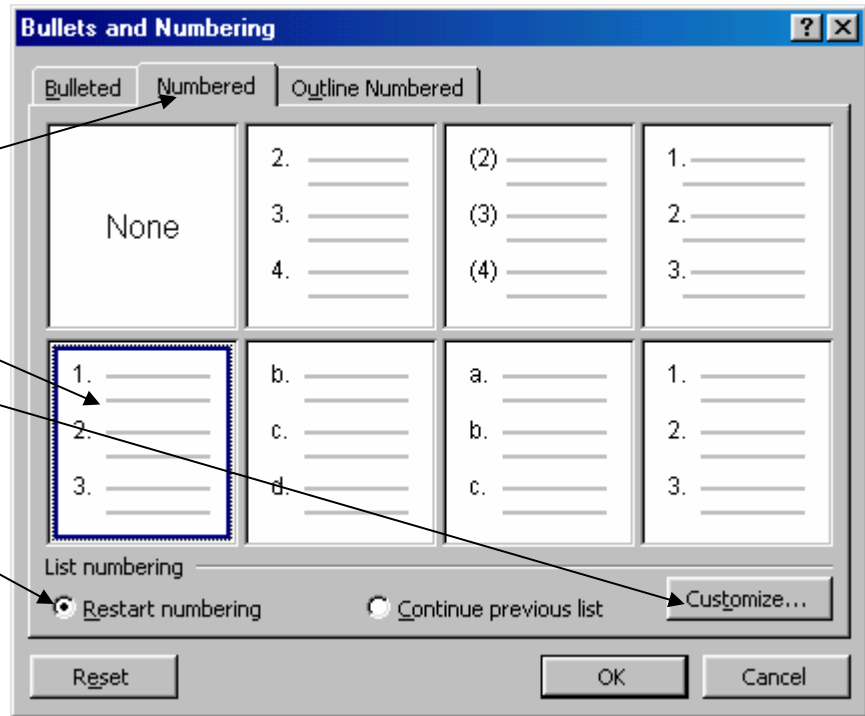 Bullets and Numbering
Bulleted Numbered Outline Numbered
None
2.
3.
4.
(2)
(3)
(4)
1.
2.
3.
1.
2.
3.
b.
c.
d.
a.
b.
c.
1.
2.
3.
List numbering
Restart numbering Continue previous list Customize...
Reset OK Cancel